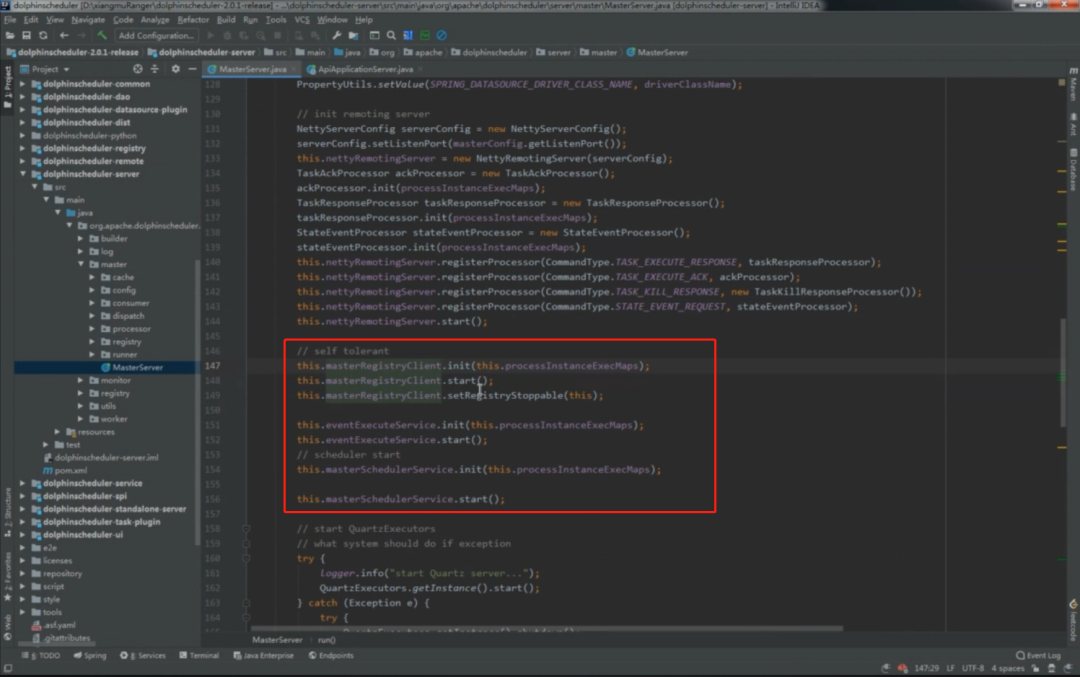 dolphinscheduler [D:\xiangmuRanger\dolphinscheduler-2.0.1-release] - ...\dolphinscheduler-server\src\main\java\org\apache\dolphinscheduler\server\master\MasterServer.java [dolphinscheduler-server] - IntelliJ IDEA
File Edit View Navigate Code Analyze Refactor Build Run Tools VCS Window Help
Add Configuration...
dolphinscheduler-2.0.1-release dolphinscheduler-server src main java org apache dolphinscheduler server master MasterServer
Project
MasterServer.java
ApiApplicationServer.java
dolphinscheduler-common
dolphinscheduler-dao
dolphinscheduler-datasource-plugin
dolphinscheduler-dist
dolphinscheduler-python
dolphinscheduler-registry
dolphinscheduler-remote
dolphinscheduler-server
src
main
java
org.apache.dolphinscheduler.
builder
log
master
cache
config
consumer
dispatch
processor
registry
runner
MasterServer
monitor
registry
utils
worker
resources
test
dolphinscheduler-server.iml
pom.xml
dolphinscheduler-service
dolphinscheduler-api
dolphinscheduler-standalone-server
dolphinscheduler-task-plugin
dolphinscheduler-ui
e2e
licenses
repository
script
style
tools
.asf.yaml
.gitattributes
128 PropertyUtils.setValue(SPRING_DATASOURCE_DRIVER_CLASS_NAME, driverClassName);
129
130 // init remoting server
131 NettyServerConfig serverConfig = new NettyServerConfig();
132 serverConfig.setListenPort(masterConfig.getListenPort());
133 this.nettyRemotingServer = new NettyRemotingServer(serverConfig);
134 TaskAckProcessor ackProcessor = new TaskAckProcessor();
135 ackProcessor.init(processInstanceExecMaps);
136 TaskResponseProcessor taskResponseProcessor = new TaskResponseProcessor();
137 taskResponseProcessor.init(processInstanceExecMaps);
138 StateEventProcessor stateEventProcessor = new StateEventProcessor();
139 stateEventProcessor.init(processInstanceExecMaps);
140 this.nettyRemotingServer.registerProcessor(CommandType.TASK_EXECUTE_RESPONSE, taskResponseProcessor);
141 this.nettyRemotingServer.registerProcessor(CommandType.TASK_EXECUTE_ACK, ackProcessor);
142 this.nettyRemotingServer.registerProcessor(CommandType.TASK_KILL_RESPONSE, new TaskKillResponseProcessor());
143 this.nettyRemotingServer.registerProcessor(CommandType.STATE_EVENT_REQUEST, stateEventProcessor);
144 this.nettyRemotingServer.start();
145
146 // self tolerant
147 this.masterRegistryClient.init(this.processInstanceExecMaps);
148 this.masterRegistryClient.start();
149 this.masterRegistryClient.setRegistryStoppable(this);
150
151 this.eventExecuteService.init(this.processInstanceExecMaps);
152 this.eventExecuteService.start();
153 // scheduler start
154 this.masterSchedulerService.init(this.processInstanceExecMaps);
155
156 this.masterSchedulerService.start();
157
158 // start QuartzExecutors
159 // what system should do if exception
160 try {
161 logger.info("start Quartz server...");
162 QuartzExecutors.getInstance().start();
163 } catch (Exception e) {
164 try {
MasterServer run()
Project
Structure
Favorites
Web
Maven
Ant
Database
leetcode
6: TODO Spring 8: Services Terminal Java Enterprise Endpoints Event Log
147:29 LF UTF-8 4 spaces